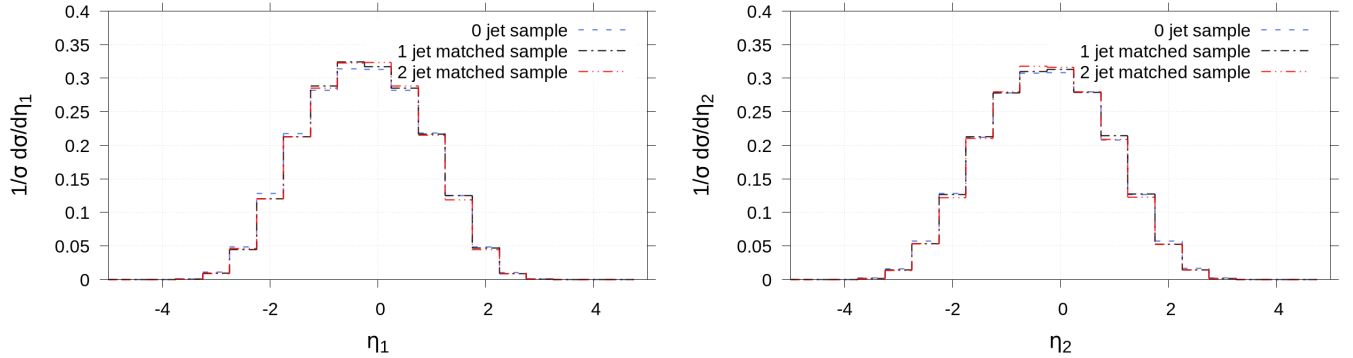 0.4
0.35
0.3
0.25
0.2
0.15
0.1
0.05
0
1/σ dσ/dη1
0 jet sample
1 jet matched sample
2 jet matched sample
-4 -2 0 2 4
η1
0.4
0.35
0.3
0.25
0.2
0.15
0.1
0.05
0
1/σ dσ/dη2
0 jet sample
1 jet matched sample
2 jet matched sample
-4 -2 0 2 4
η2